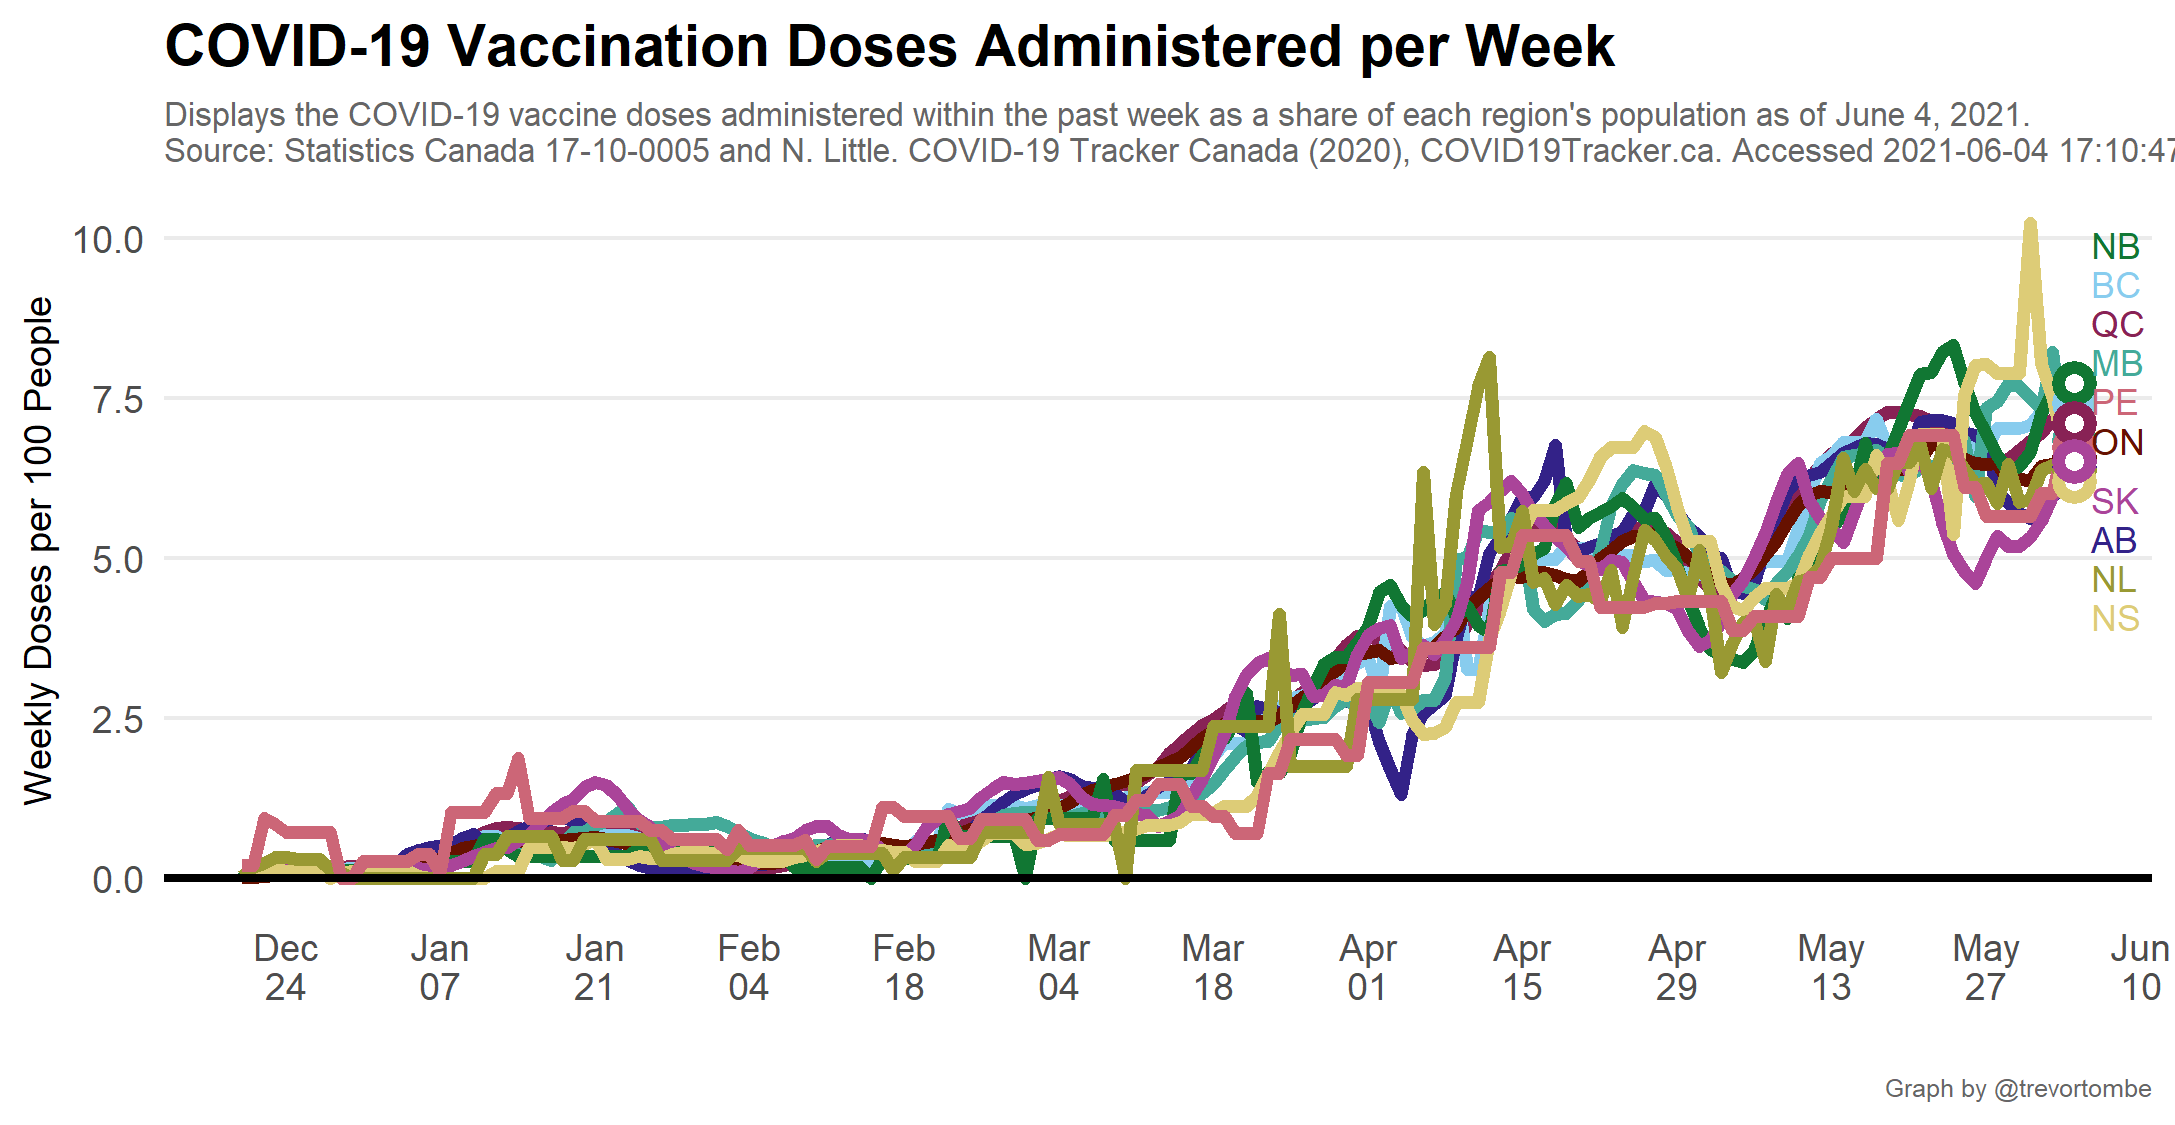 COVID-19 Vaccination Doses Administered per Week
Displays the COVID-19 vaccine doses administered within the past week as a share of each region's population as of June 4, 2021.
Source: Statistics Canada 17-10-0005 and N. Little. COVID-19 Tracker Canada (2020), COVID19Tracker.ca. Accessed 2021-06-04 17:10:47
Weekly Doses per 100 People
10.0
7.5
5.0
2.5
0.0
NB
BC
QC
MB
PE
ON
SK
AB
NL
NS
Dec 24
Jan 07
Jan 21
Feb 04
Feb 18
Mar 04
Mar 18
Apr 01
Apr 15
Apr 29
May 13
May 27
Jun 10
Graph by @trevortombe